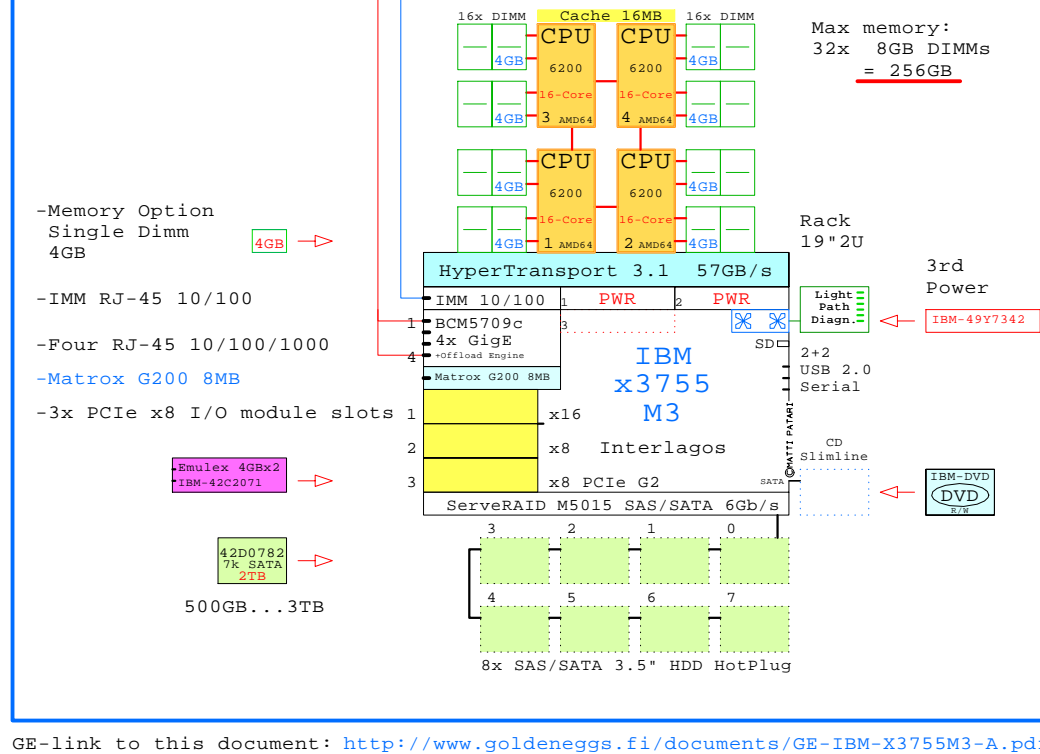 16x DIMM Cache 16MB 16x DIMM
Max memory:
32x 8GB DIMMs
= 256GB
CPU CPU
6200 6200
4GB 4GB
16-Core 16-Core
3 AMD64 4 AMD64
4GB 4GB
CPU CPU
6200 6200
4GB 4GB
16-Core 16-Core
1 AMD64 2 AMD64
4GB 4GB
-Memory Option
Single Dimm
4GB
4GB
Rack
19"2U
HyperTransport 3.1 57GB/s
3rd
Power
IBM-49Y7342
-IMM RJ-45 10/100
IMM 10/100 1 PWR 2 PWR
3
Light
Path
Diagn.
1 BCM5709c
4x GigE
4 +Offload Engine
-Four RJ-45 10/100/1000
SD
2+2
USB 2.0
Serial
-Matrox G200 8MB
Matrox G200 8MB
IBM
x3755
M3
-3x PCIe x8 I/O module slots
1 x16
2 x8 Interlagos
3 x8 PCIe G2
©MATTI PATARI
CD
Slimline
SATA
IBM-DVD
DVD
R/W
Emulex 4GBx2
IBM-42C2071
ServeRAID M5015 SAS/SATA 6Gb/s
3 2 1 0
42D0782
7k SATA
2TB
500GB...3TB
4 5 6 7
8x SAS/SATA 3.5" HDD HotPlug
GE-link to this document: http://www.goldeneggs.fi/documents/GE-IBM-X3755M3-A.pdf